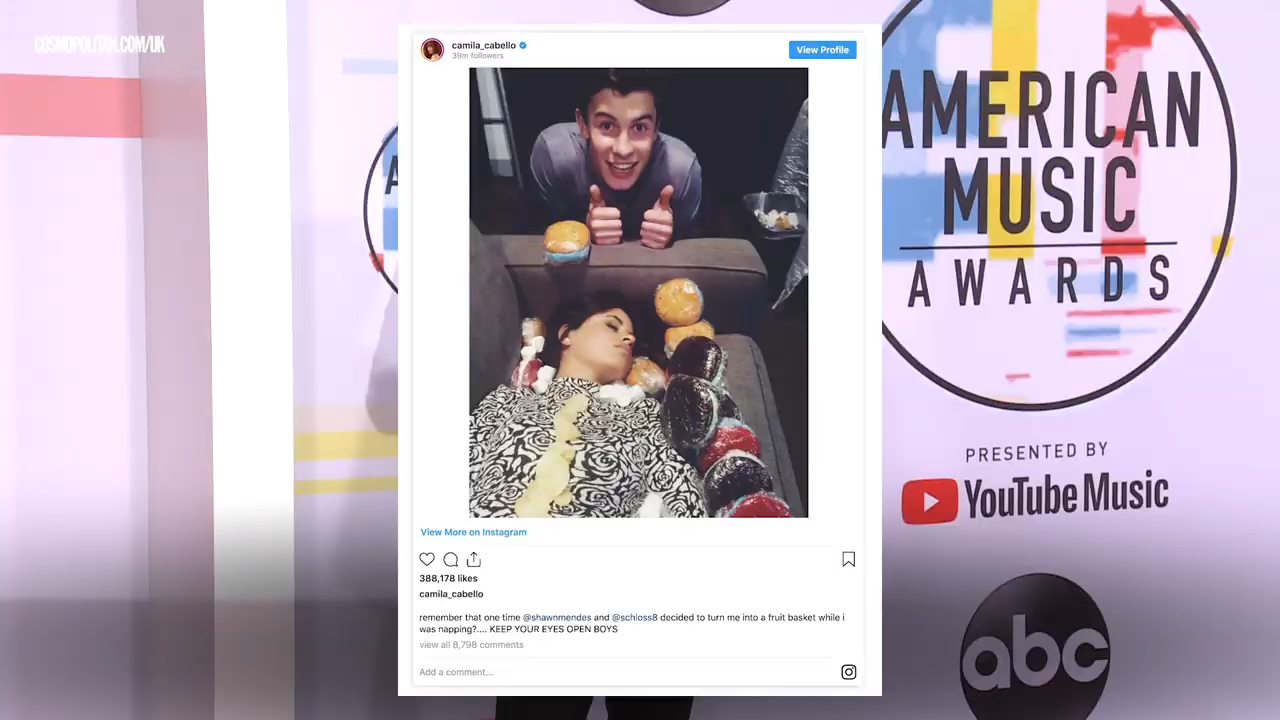 COSMOPOLITAN.COM/UK
camila_cabello
39m followers
View Profile
A
AMERICAN
MUSIC
AWARDS
PRESENTED BY
YouTube Music
abc
View More on Instagram
388,178 likes
camila_cabello
remember that one time @shawnmendes and @schloss8 decided to turn me into a fruit basket while i
was napping?.... KEEP YOUR EYES OPEN BOYS
view all 8,798 comments
Add a comment...